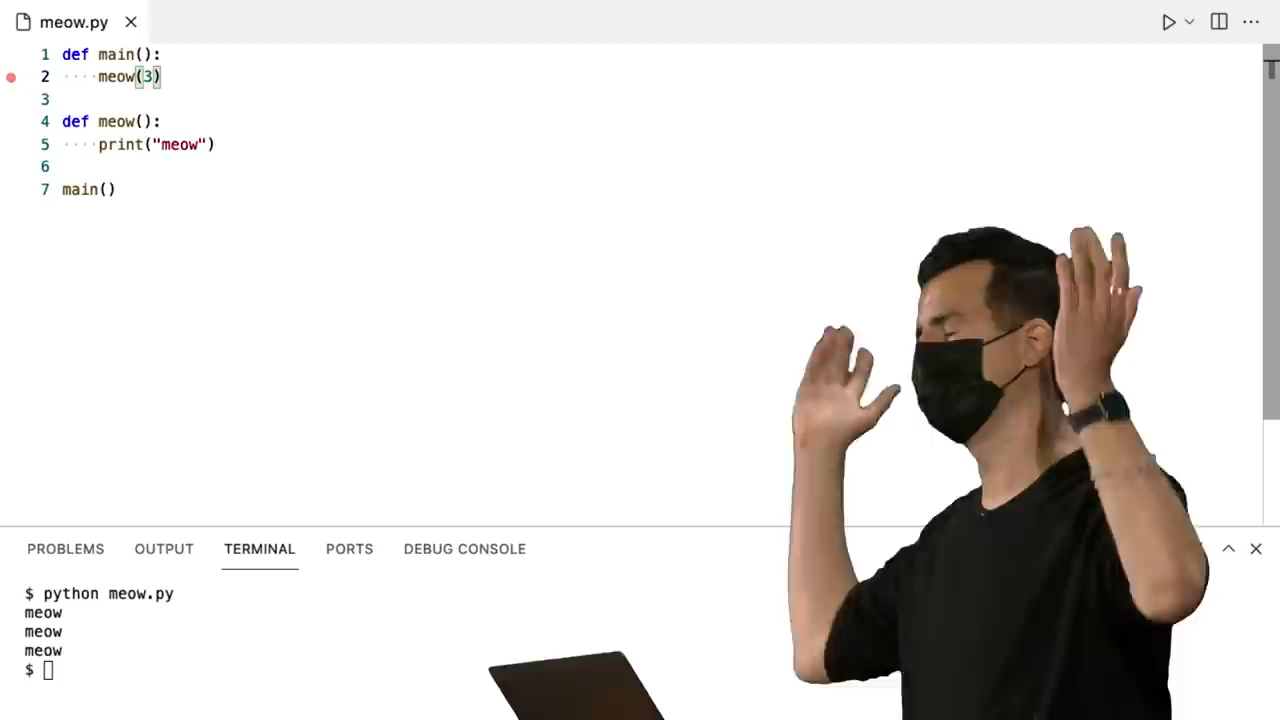 meow.py
1 def main():
2 ····meow(3)
3
4 def meow():
5 ····print("meow")
6
7 main()
PROBLEMS OUTPUT TERMINAL PORTS DEBUG CONSOLE
$ python meow.py
meow
meow
meow
$